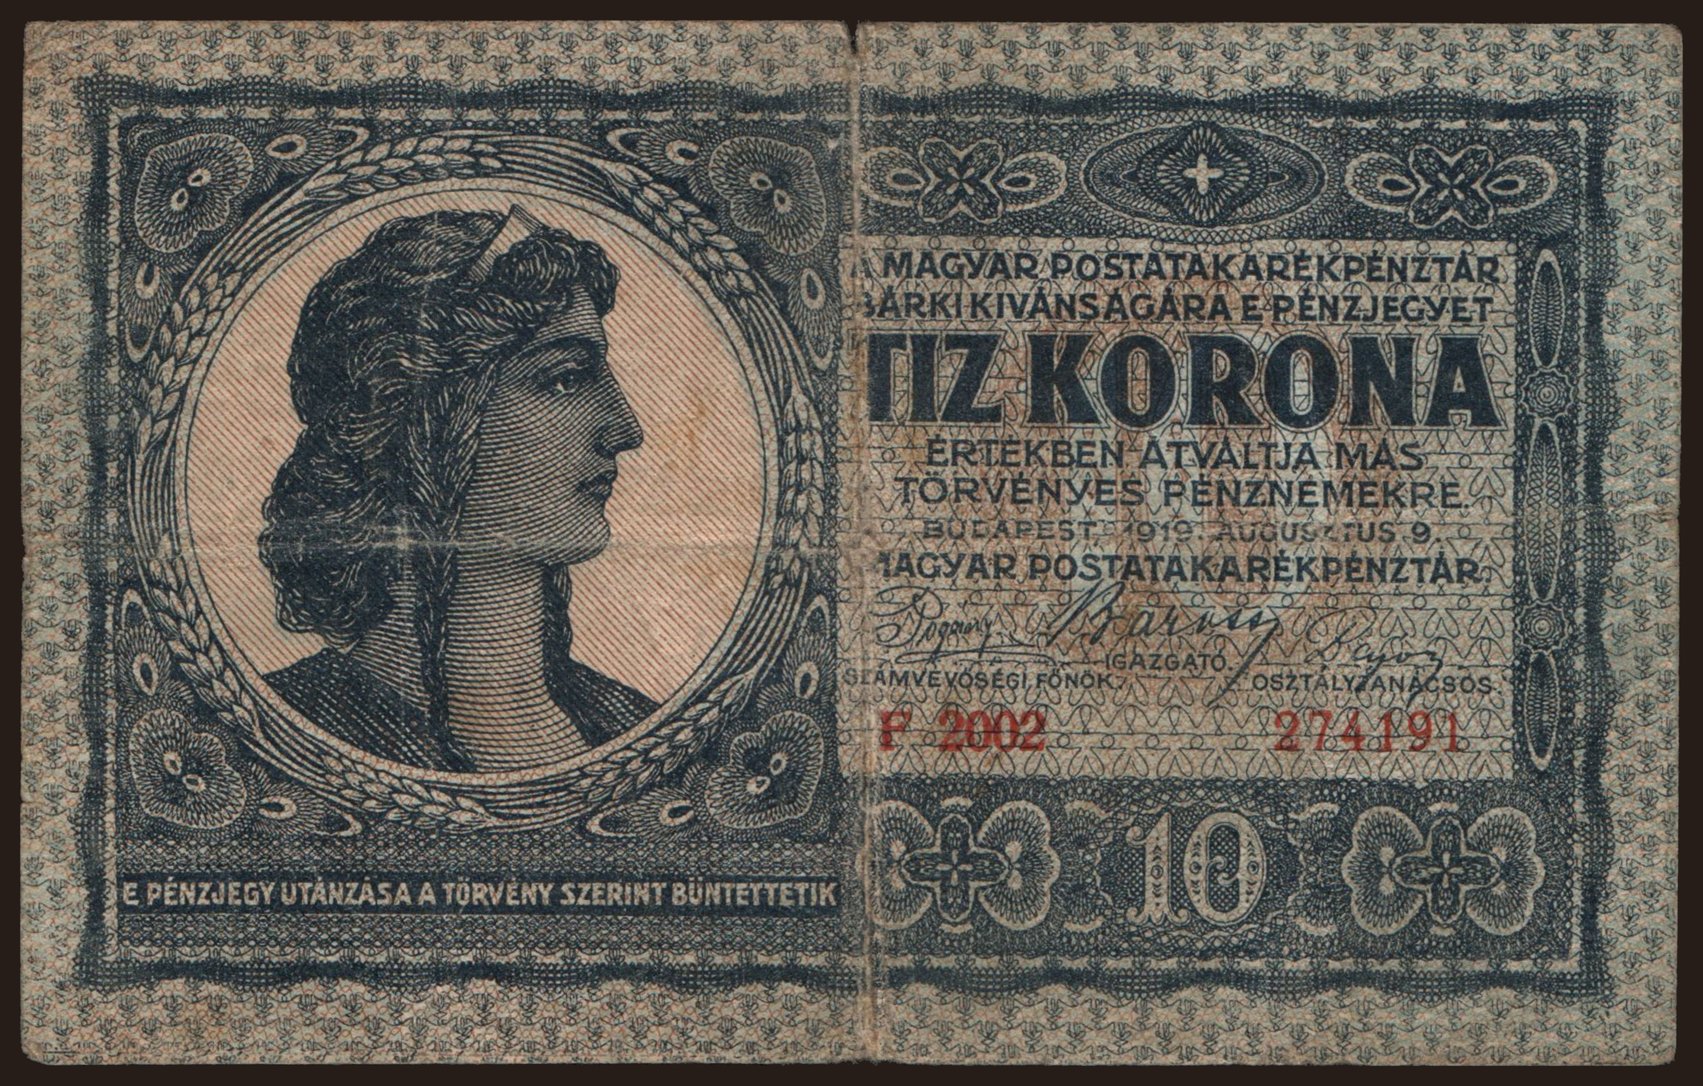 A MAGYAR POSTATAKARÉKPÉNZTÁR
BÁRKI KIVÁNSÁGÁRA E PÉNZJEGYET
TIZ KORONA
ÉRTÉKBEN ÁTVÁLTJA MÁS
TÖRVÉNYES PÉNZNEMEKRE.
BUDAPEST, 1919. AUGUSZTUS 9.
MAGYAR POSTATAKARÉKPÉNZTÁR.
IGAZGATÓ.
SZÁMVEVŐSÉGI FŐNÖK. OSZTÁLYTANÁCSOS.
F 2002 274191
10
E PÉNZJEGY UTÁNZÁSA A TÖRVÉNY SZERINT BÜNTETTETIK